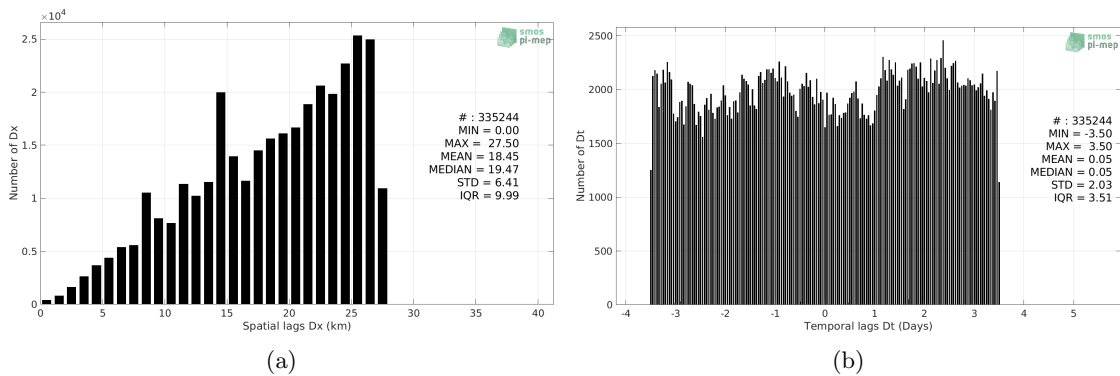 ×10⁴
2.5
2
1.5
1
0.5
0
Number of Dx
0 5 10 15 20 25 30 35 40
Spatial lags Dx (km)
smos
pi-mep
# : 335244
MIN = 0.00
MAX = 27.50
MEAN = 18.45
MEDIAN = 19.47
STD = 6.41
IQR = 9.99
(a)
2500
2000
1500
1000
500
0
Number of Dt
-4 -3 -2 -1 0 1 2 3 4 5
Temporal lags Dt (Days)
smos
pi-mep
# : 335244
MIN = -3.50
MAX = 3.50
MEAN = 0.05
MEDIAN = 0.05
STD = 2.03
IQR = 3.51
(b)